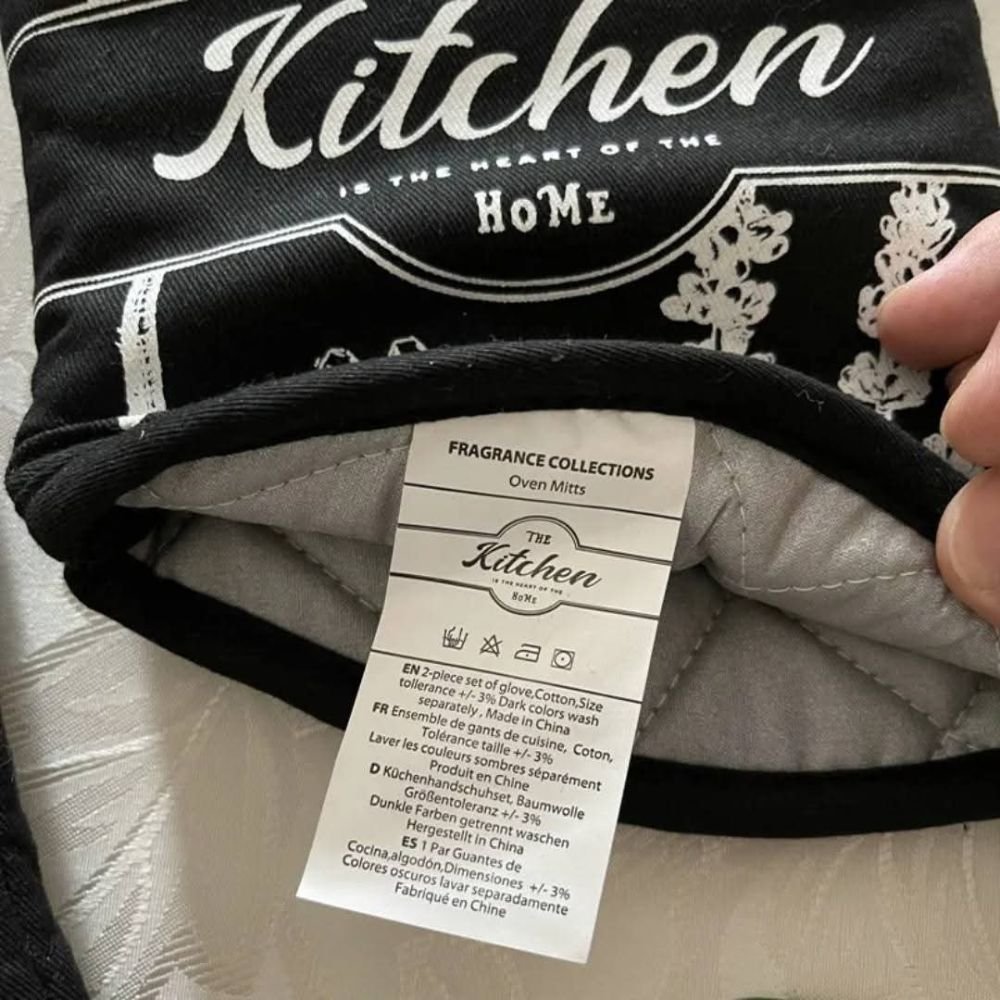 Kitchen
IS THE HEART OF THE
HOME
FRAGRANCE COLLECTIONS
Oven Mitts
THE
Kitchen
IS THE HEART OF THE
HOME
EN 2-piece set of glove,Cotton,Size
tollerance +/- 3% Dark colors wash
separately , Made in China
FR Ensemble de gants de cuisine, Coton,
Tolérance taille +/- 3%
Laver les couleurs sombres séparément
Produit en Chine
D Küchenhandschuhset, Baumwolle
Größentoleranz +/- 3%
Dunkle Farben getrennt waschen
Hergestellt in China
ES 1 Par Guantes de
Cocina,algodón,Dimensiones +/- 3%
Colores oscuros lavar separadamente
Fabriqué en Chine